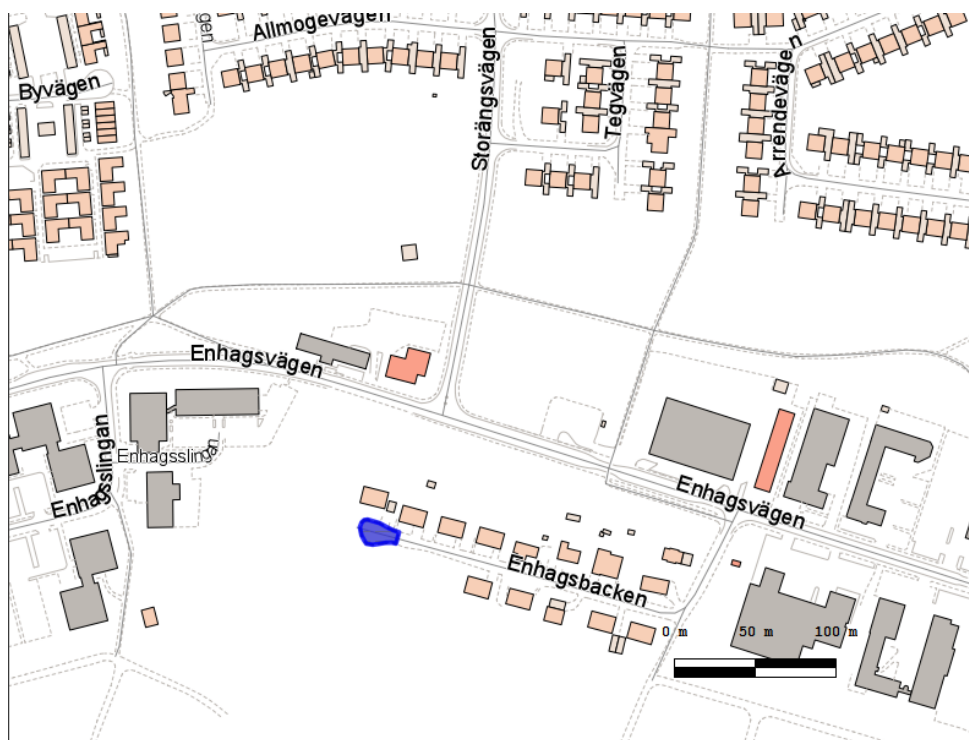 Allmogevägen
Byvägen
Storängsvägen
Tegvägen
Arrendevägen
Enhagsvägen
Enhagsslingan
Enhagsslingan
Enhagsvägen
Enhagsbacken
0 m 50 m 100 m